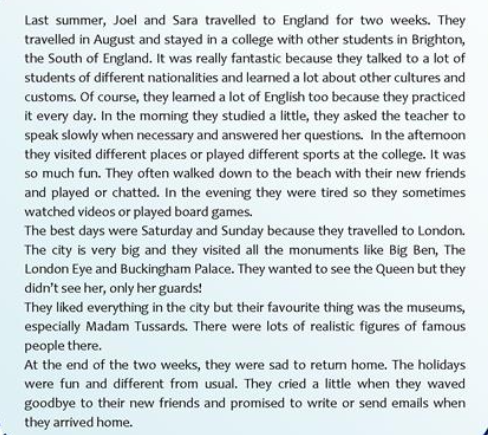 Last summer, Joel and Sara travelled to England for two weeks. They
travelled in August and stayed in a college with other students in Brighton,
the South of England. It was really fantastic because they talked to a lot of
students of different nationalities and learned a lot about other cultures and
customs. Of course, they learned a lot of English too because they practiced
it every day. In the morning they studied a little, they asked the teacher to
speak slowly when necessary and answered her questions.  In the afternoon
they visited different places or played different sports at the college. It was
so much fun. They often walked down to the beach with their new friends
and played or chatted. In the evening they were tired so they sometimes
watched videos or played board games.
The best days were Saturday and Sunday because they travelled to London.
The city is very big and they visited all the monuments like Big Ben, The
London Eye and Buckingham Palace. They wanted to see the Queen but they
didn't see her, only her guards!
They liked everything in the city but their favourite thing was the museums,
especially Madam Tussards. There were lots of realistic figures of famous
people there.
At the end of the two weeks, they were sad to return home. The holidays
were fun and different from usual. They cried a little when they waved
goodbye to their new friends and promised to write or send emails when
they arrived home.